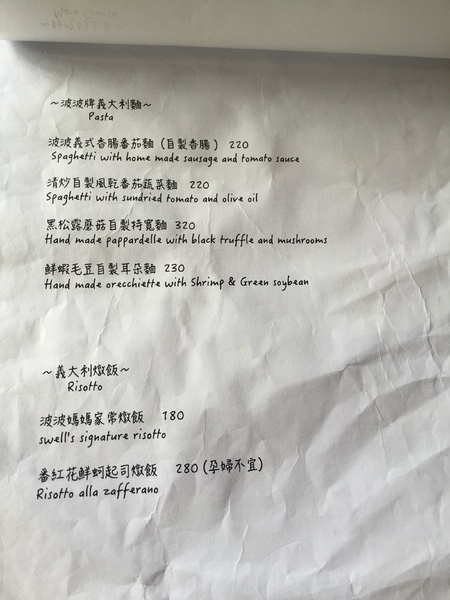 ～波波牌義大利麵～
Pasta
波波義式香腸番茄麵（自製香腸） 220
Spaghetti with home made sausage and tomato sauce
清炒自製風乾番茄蔬菜麵 220
Spaghetti with sundried tomato and olive oil
黑松露蘑菇自製特寬麵 320
Hand made pappardelle with black truffle and mushrooms
鮮蝦毛豆自製耳朵麵 230
Hand made orecchiette with Shrimp & Green soybean
～義大利燉飯～
Risotto
波波媽媽家常燉飯 180
swell's signature risotto
番紅花鮮蚵起司燉飯 280 (孕婦不宜)
Risotto alla zafferano